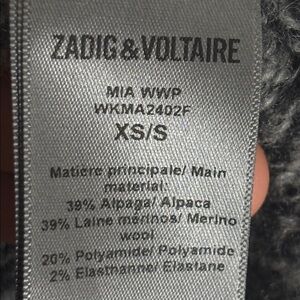 ZADIG & VOLTAIRE
MIA WWP
WKMA2402F
XS/S
Matière principale/ Main
material:
39% Alpaga/ Alpaca
39% Laine mérinos/ Merino
wool
20% Polyamide/ Polyamide
2% Elasthanne/ Elastane